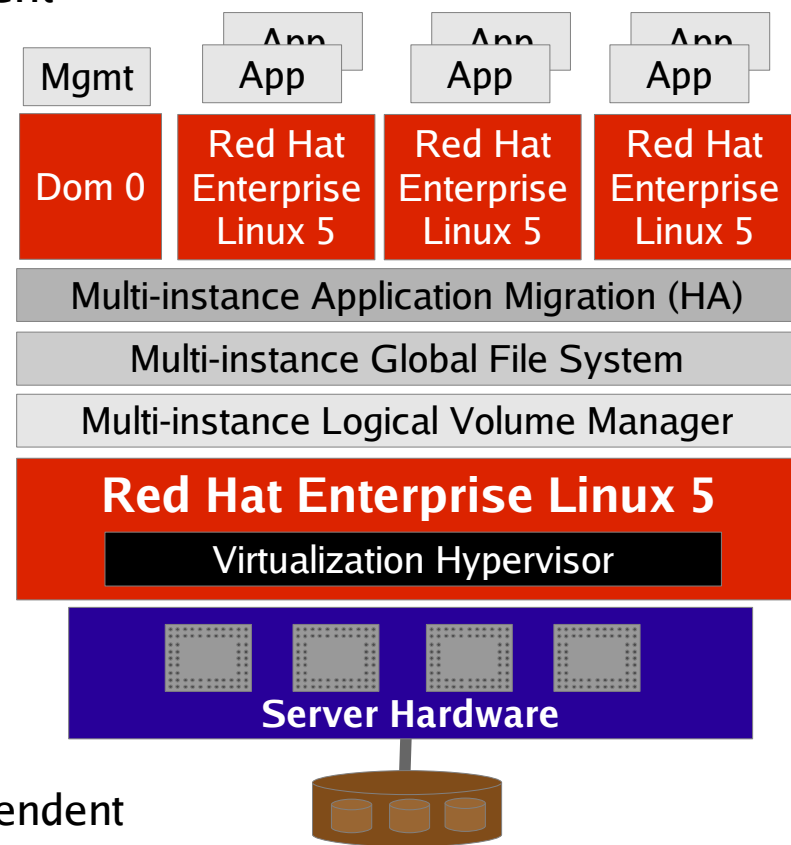 ent
App App App
Mgmt App App App
Dom 0
Red Hat
Enterprise
Linux 5
Red Hat
Enterprise
Linux 5
Red Hat
Enterprise
Linux 5
Multi-instance Application Migration (HA)
Multi-instance Global File System
Multi-instance Logical Volume Manager
Red Hat Enterprise Linux 5
Virtualization Hypervisor
Server Hardware
endent